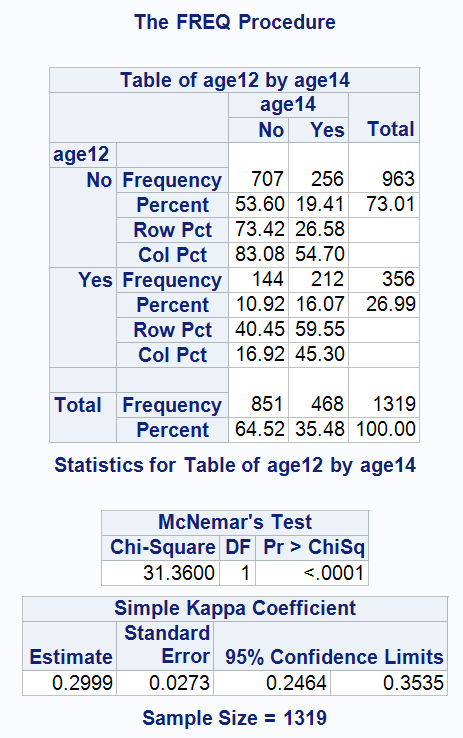 The FREQ Procedure
Table of age12 by age14
age14
No Yes Total
age12
No Frequency 707 256 963
Percent 53.60 19.41 73.01
Row Pct 73.42 26.58
Col Pct 83.08 54.70
Yes Frequency 144 212 356
Percent 10.92 16.07 26.99
Row Pct 40.45 59.55
Col Pct 16.92 45.30
Total Frequency 851 468 1319
Percent 64.52 35.48 100.00
Statistics for Table of age12 by age14
McNemar's Test
Chi-Square DF Pr > ChiSq
31.3600 1 <.0001
Simple Kappa Coefficient
Estimate Standard Error 95% Confidence Limits
0.2999 0.0273 0.2464 0.3535
Sample Size = 1319